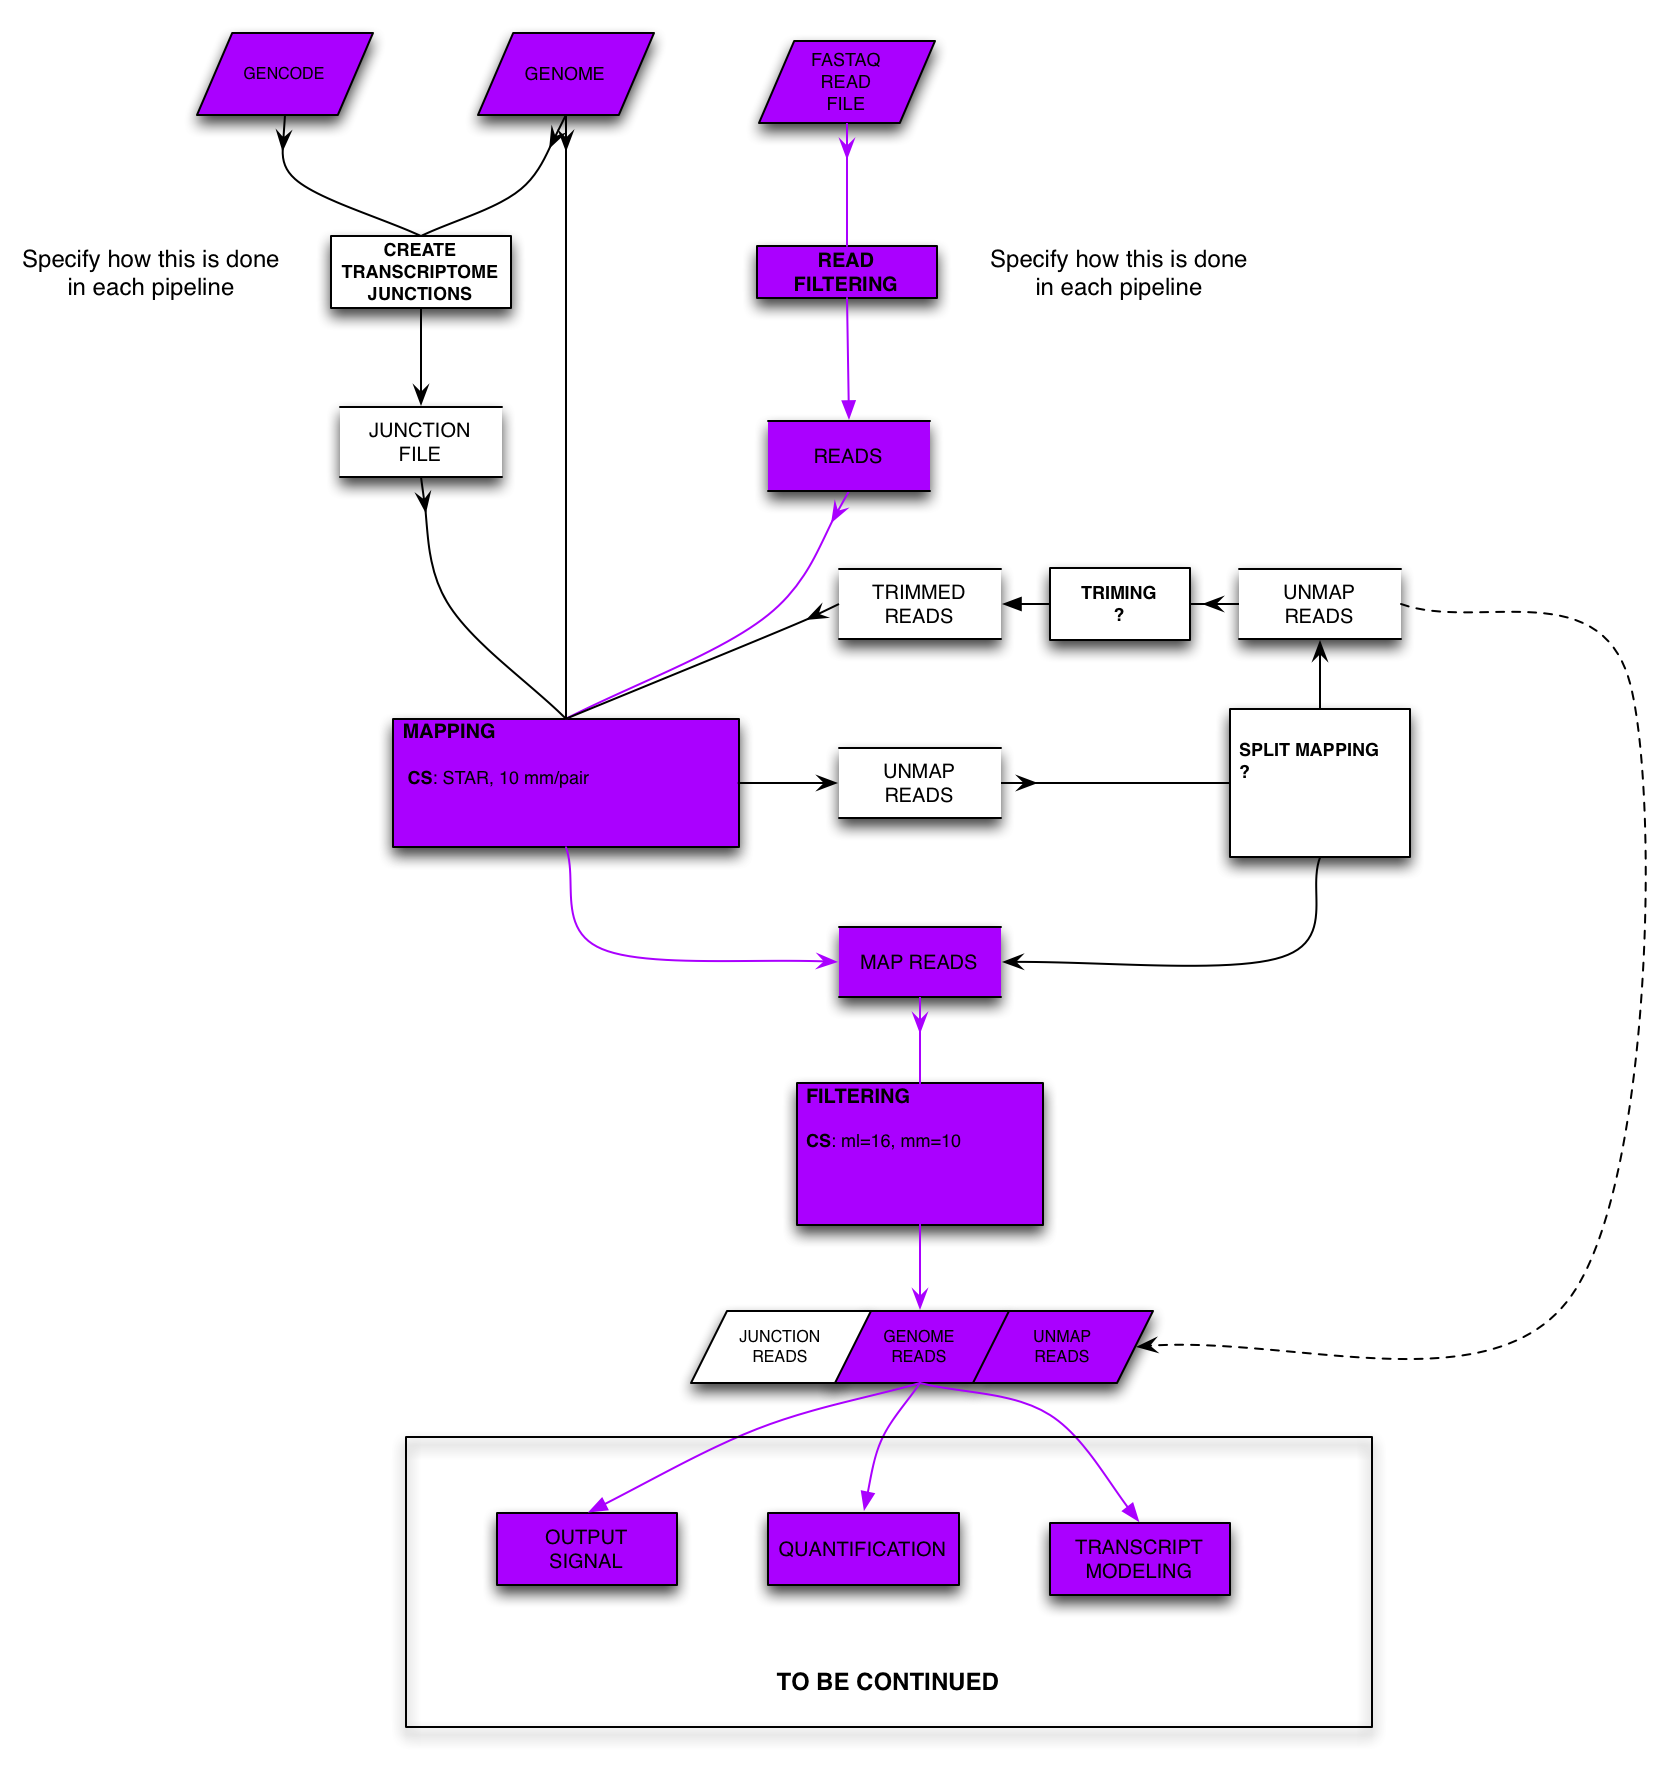 GENCODE
GENOME
FASTAQ
READ
FILE
Specify how this is done
in each pipeline
CREATE
TRANSCRIPTOME
JUNCTIONS
READ
FILTERING
Specify how this is done
in each pipeline
JUNCTION
FILE
READS
TRIMMED
READS
TRIMING
?
UNMAP
READS
MAPPING
CS: STAR, 10 mm/pair
UNMAP
READS
SPLIT MAPPING
?
MAP READS
FILTERING
CS: ml=16, mm=10
JUNCTION
READS
GENOME
READS
UNMAP
READS
OUTPUT
SIGNAL
QUANTIFICATION
TRANSCRIPT
MODELING
TO BE CONTINUED